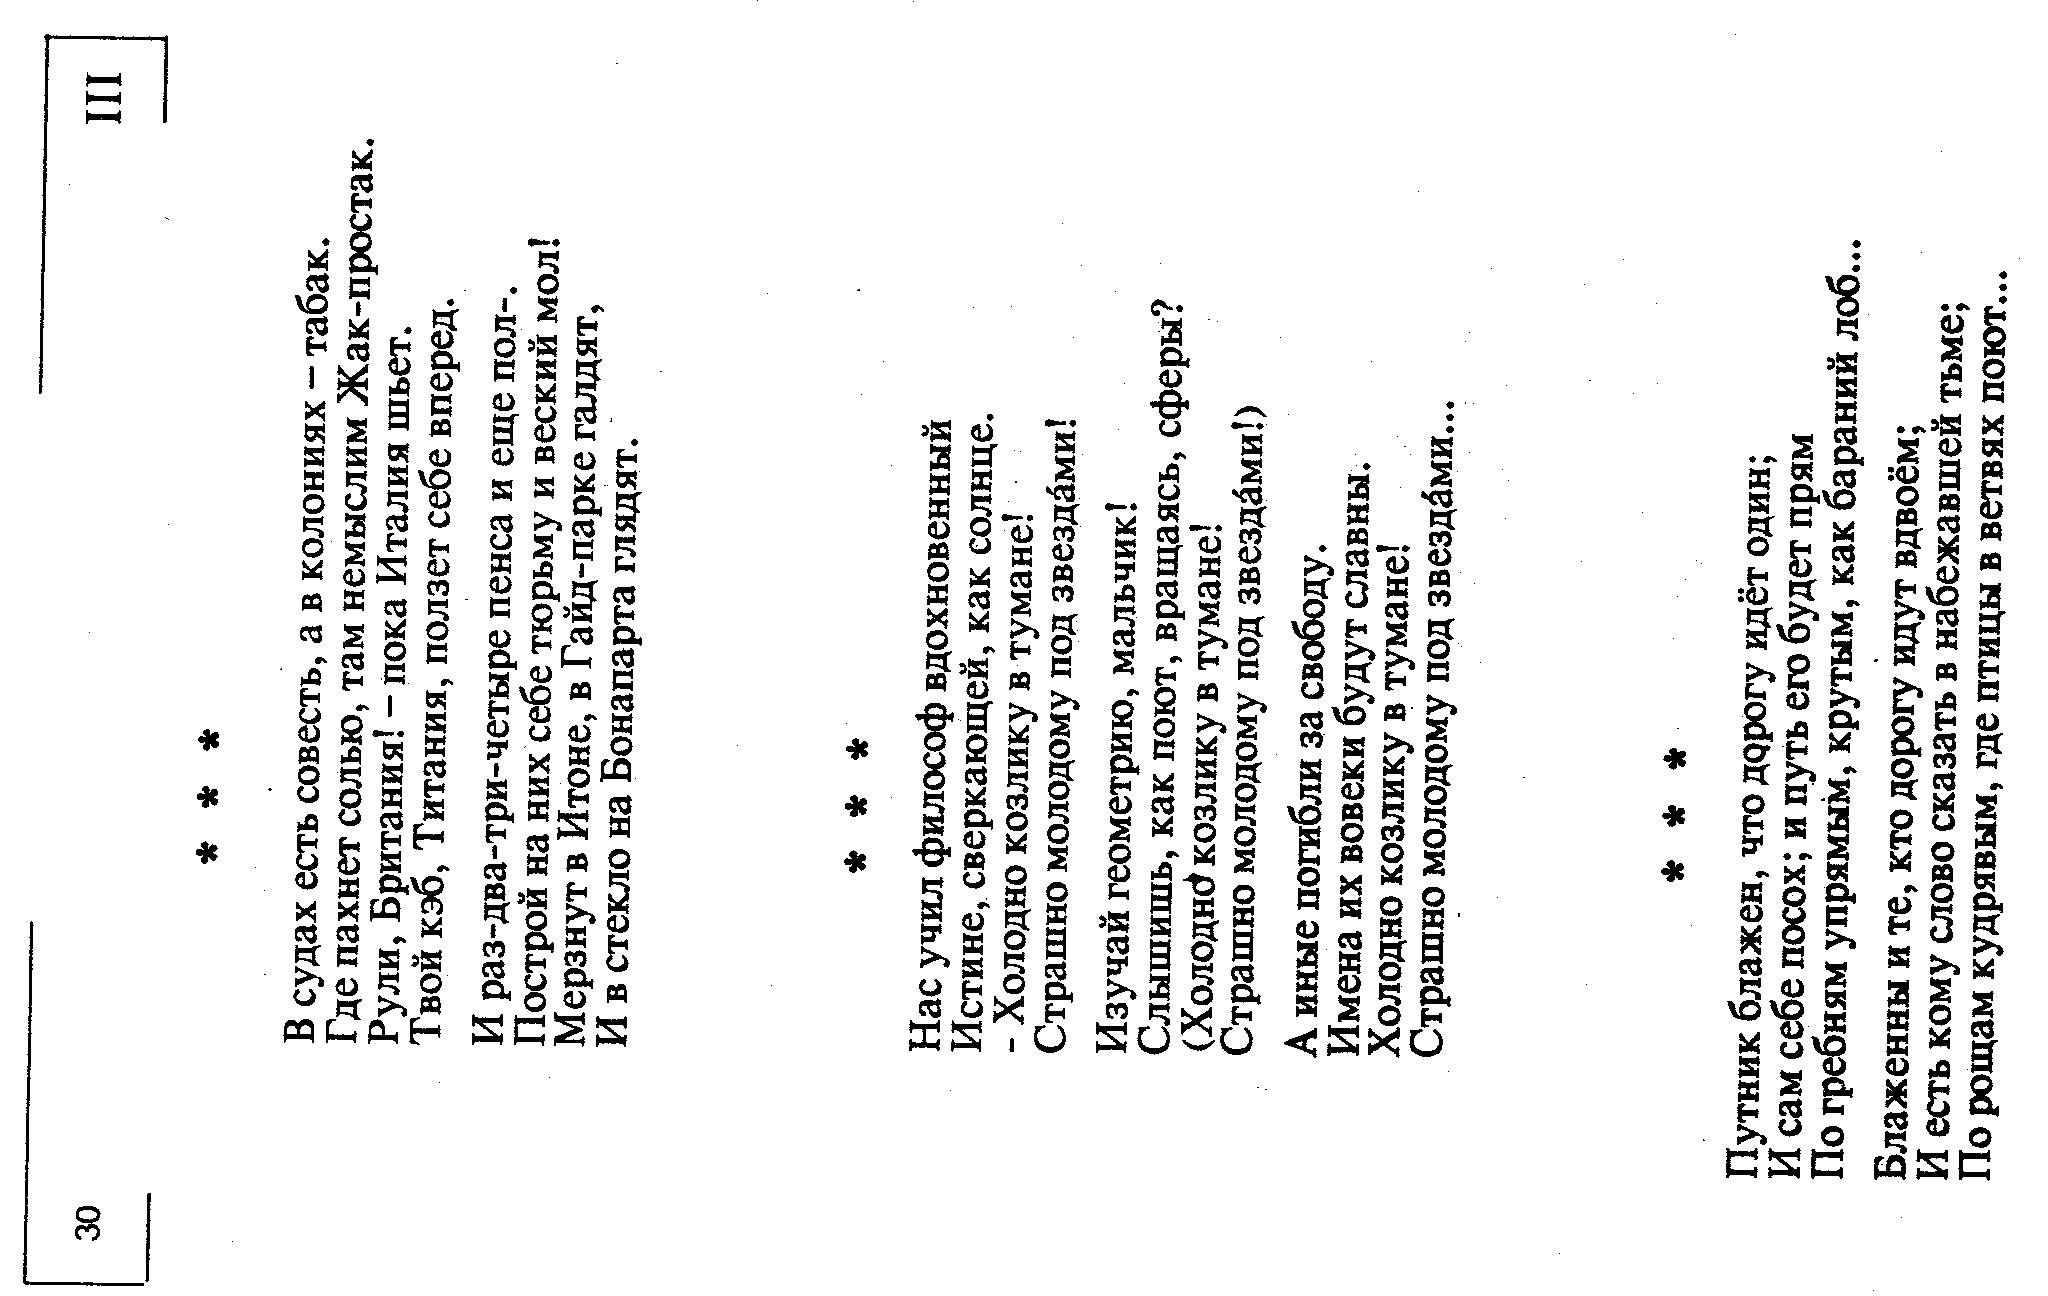 30
III
* * *
В судах есть совесть, а в колониях – табак.
Где пахнет солью, там немыслим Жак-простак.
Рули, Британия! – пока Италия шьет.
Твой кэб, Титания, ползет себе вперед.
И раз-два-три-четыре пенса и еще пол-.
Построй на них себе тюрьму и веский мол!
Мерзнут в Итоне, в Гайд-парке галдят,
И в стекло на Бонапарта глядят.
* * *
Нас учил философ вдохновенный
Истине, сверкающей, как солнце.
- Холодно козлику в тумане!
Страшно молодому под звезда́ми!
Изучай геометрию, мальчик!
Слышишь, как поют, вращаясь, сферы?
(Холодно козлику в тумане!
Страшно молодому под звезда́ми!)
А иные погибли за свободу.
Имена их вовеки будут славны.
Холодно козлику в тумане!
Страшно молодому под звезда́ми...
* * *
Путник блажен, что дорогу идёт один;
И сам себе посох; и путь его будет прям
По гребням упрямым, крутым, как бараний лоб...
Блаженны и те, кто дорогу идут вдвоём;
И есть кому слово сказать в набежавшей тьме;
По рощам кудрявым, где птицы в ветвях поют...